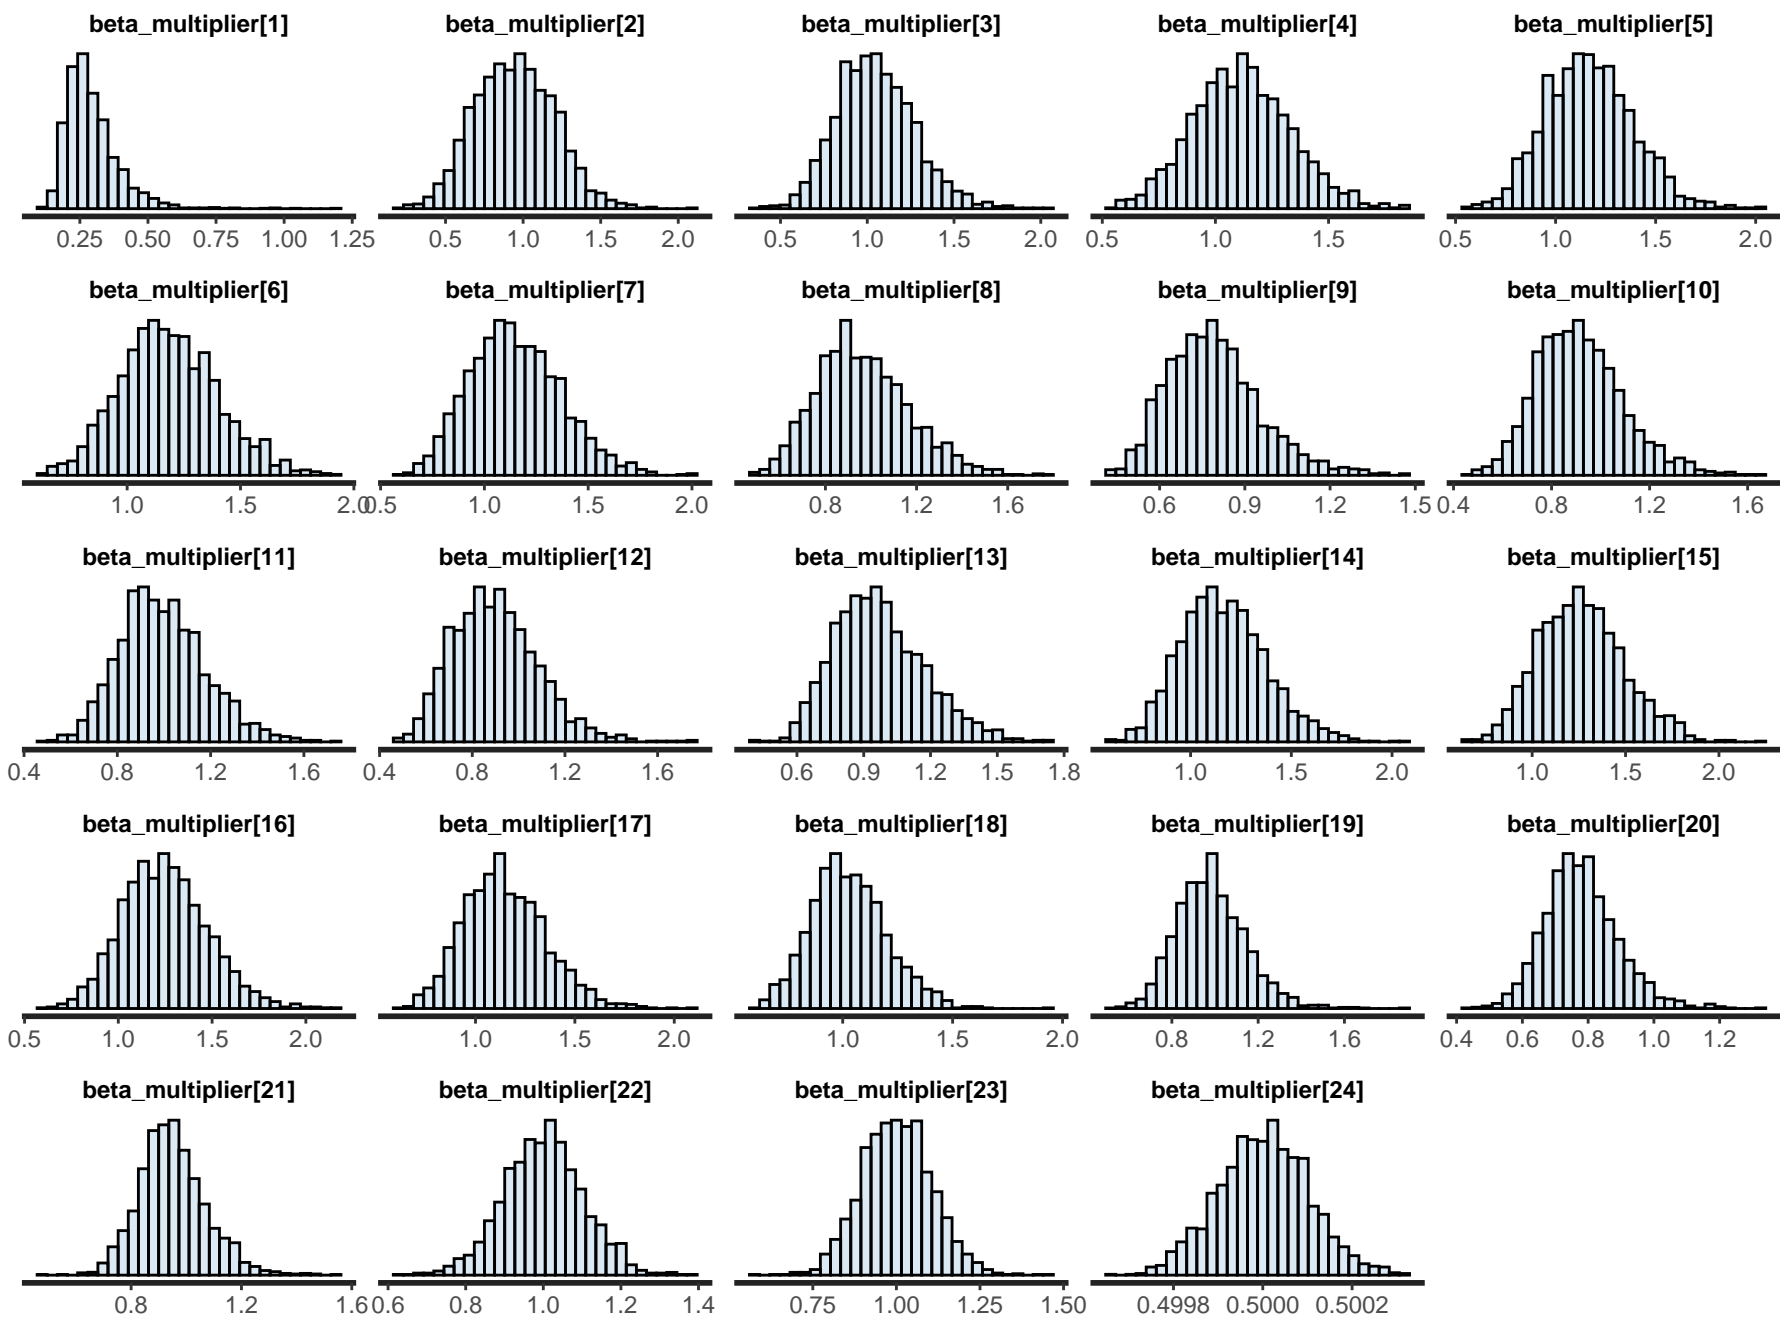 beta_multiplier[1] beta_multiplier[2] beta_multiplier[3] beta_multiplier[4] beta_multiplier[5]
0.25 0.50 0.75 1.00 1.25 0.5 1.0 1.5 2.0 0.5 1.0 1.5 2.0 0.5 1.0 1.5 0.5 1.0 1.5 2.0
beta_multiplier[6] beta_multiplier[7] beta_multiplier[8] beta_multiplier[9] beta_multiplier[10]
1.0 1.5 2.0 0.5 1.0 1.5 2.0 0.8 1.2 1.6 0.6 0.9 1.2 1.5 0.4 0.8 1.2 1.6
beta_multiplier[11] beta_multiplier[12] beta_multiplier[13] beta_multiplier[14] beta_multiplier[15]
0.4 0.8 1.2 1.6 0.4 0.8 1.2 1.6 0.6 0.9 1.2 1.5 1.8 1.0 1.5 2.0 1.0 1.5 2.0
beta_multiplier[16] beta_multiplier[17] beta_multiplier[18] beta_multiplier[19] beta_multiplier[20]
0.5 1.0 1.5 2.0 1.0 1.5 2.0 1.0 1.5 2.0 0.8 1.2 1.6 0.4 0.6 0.8 1.0 1.2
beta_multiplier[21] beta_multiplier[22] beta_multiplier[23] beta_multiplier[24]
0.8 1.2 1.6 0.6 0.8 1.0 1.2 1.4 0.75 1.00 1.25 1.50 0.4998 0.5000 0.5002